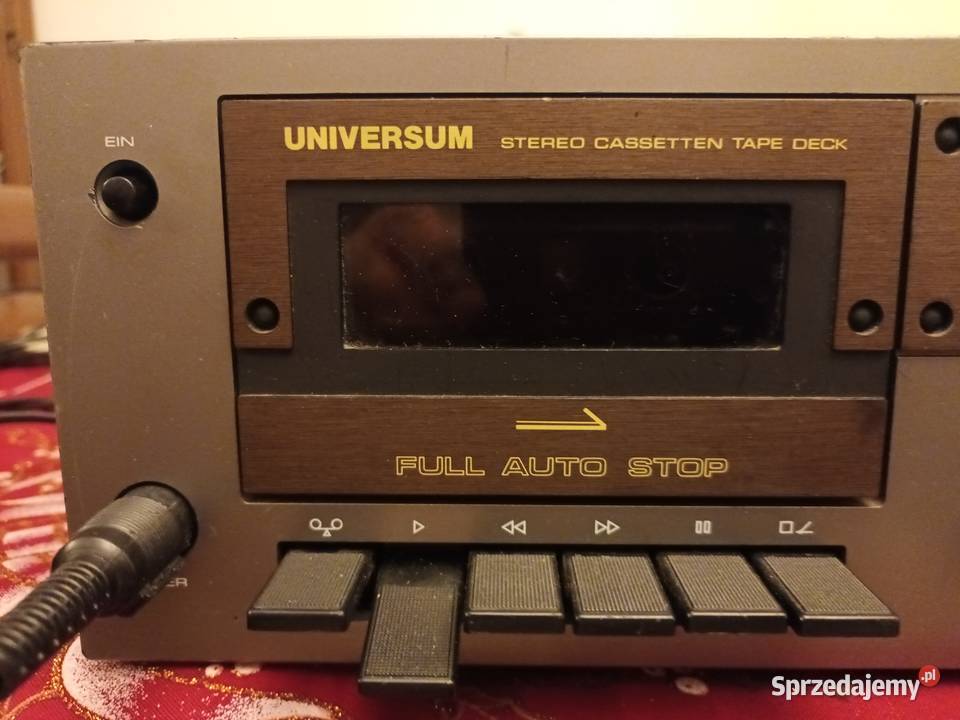 EIN
UNIVERSUM STEREO CASSETTEN TAPE DECK
FULL AUTO STOP
Sprzedajemy.pl